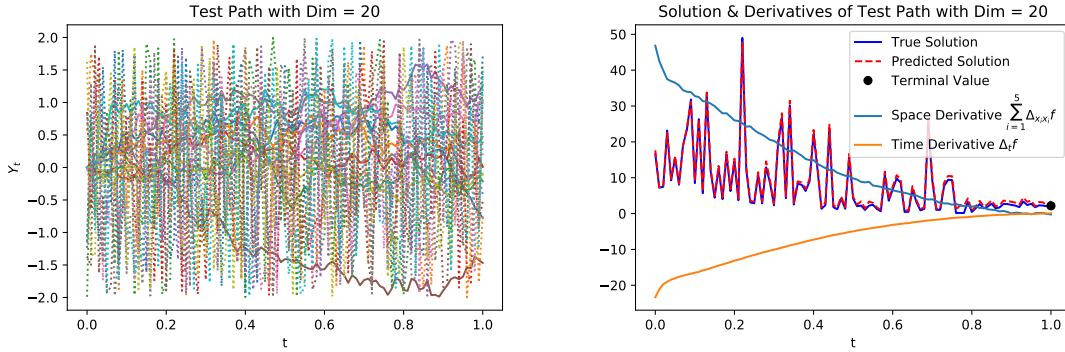 Test Path with Dim = 20
2.0
1.5
1.0
0.5
0.0
−0.5
−1.0
−1.5
−2.0
Y_t
0.0 0.2 0.4 0.6 0.8 1.0
t
Solution & Derivatives of Test Path with Dim = 20
50
40
30
20
10
0
−10
−20
True Solution
Predicted Solution
Terminal Value
Space Derivative \sum_{i=1}^{5} Δ_{x_i x_i} f
Time Derivative Δ_t f
0.0 0.2 0.4 0.6 0.8 1.0
t